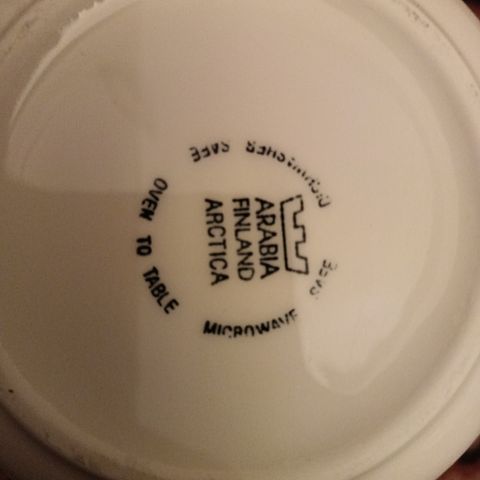 ARABIA
FINLAND
ARCTICA
DISHWASHER SAFE
OVEN TO TABLE
MICROWAVE SAFE